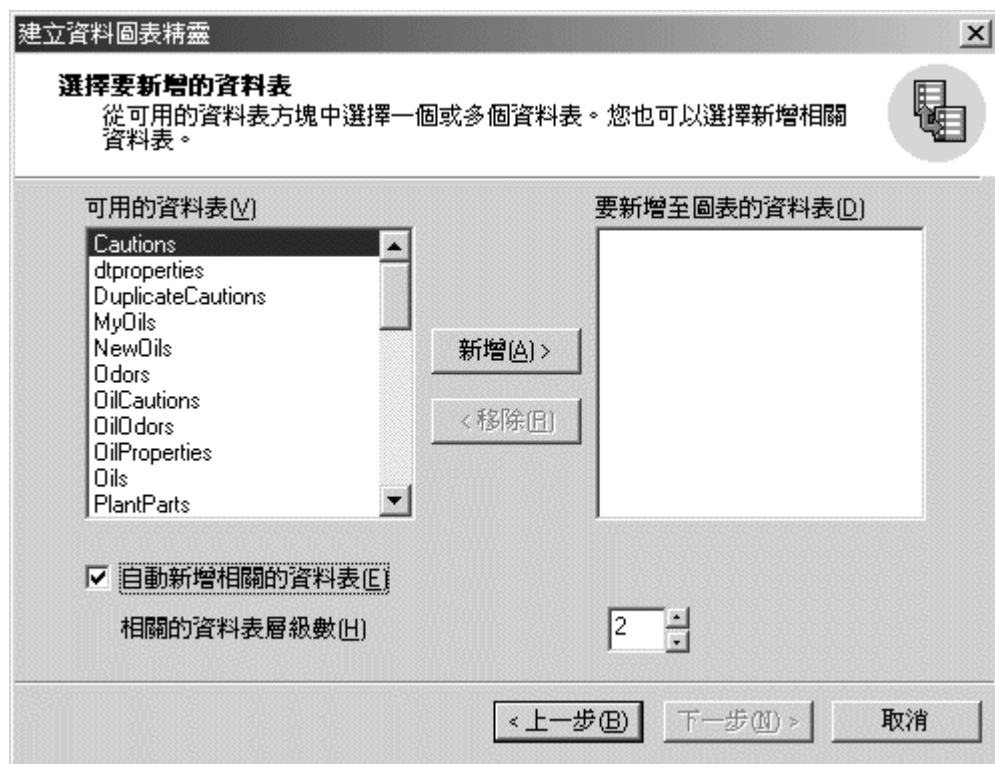 建立資料圖表精靈
選擇要新增的資料表
從可用的資料表方塊中選擇一個或多個資料表。您也可以選擇新增相關
資料表。
可用的資料表(V)
要新增至圖表的資料表(D)
Cautions
dtproperties
DuplicateCautions
MyOils
NewOils
Odors
OilCautions
OilOdors
OilProperties
Oils
PlantParts
新增(A) >
< 移除(R)
自動新增相關的資料表(E)
相關的資料表層級數(H)
2
< 上一步(B)
下一步(N) >
取消